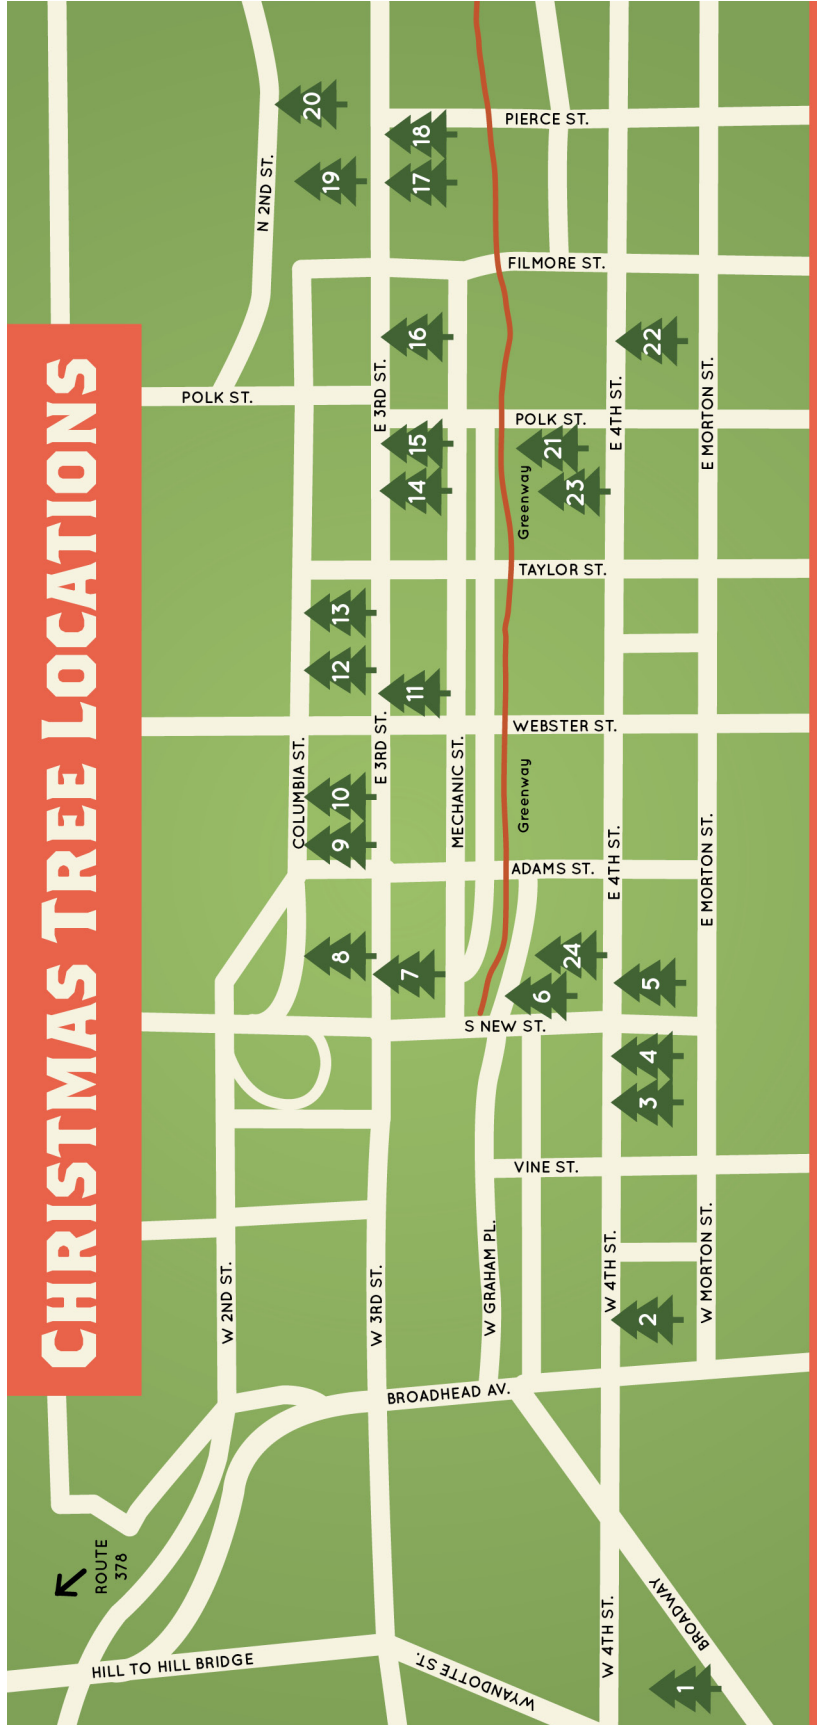 CHRISTMAS TREE LOCATIONS
20
18
PIERCE ST.
19
17
N 2ND ST.
FILMORE ST.
16
22
E 3RD ST.
POLK ST.
E 4TH ST.
E MORTON ST.
POLK ST.
15
21
14
23
Greenway
TAYLOR ST.
13
12
11
E 3RD ST.
WEBSTER ST.
COLUMBIA ST.
MECHANIC ST.
10
Greenway
9
ADAMS ST.
E 4TH ST.
E MORTON ST.
8
7
24
6
5
S NEW ST.
4
3
VINE ST.
W 2ND ST.
W 3RD ST.
W GRAHAM PL.
W 4TH ST.
W MORTON ST.
2
BROADHEAD AV.
ROUTE
378
HILL TO HILL BRIDGE
WYANDOTTE ST.
W 4TH ST.
BROADWAY
1